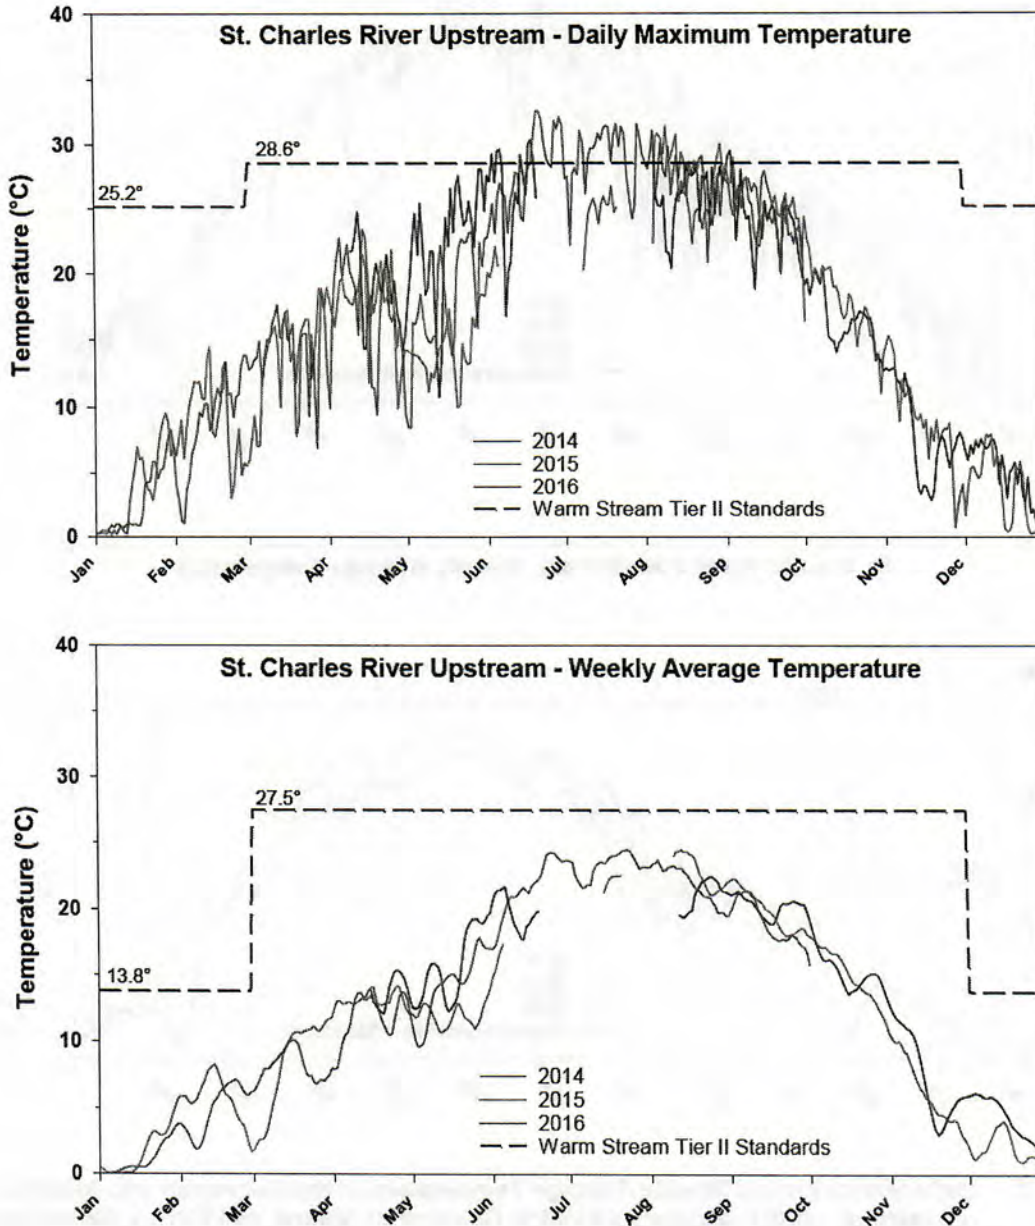 St. Charles River Upstream - Daily Maximum Temperature
Temperature (°C)
40
30
20
10
0
25.2°
28.6°
2014
2015
2016
Warm Stream Tier II Standards
Jan Feb Mar Apr May Jun Jul Aug Sep Oct Nov Dec
St. Charles River Upstream - Weekly Average Temperature
Temperature (°C)
40
30
20
10
0
13.8°
27.5°
2014
2015
2016
Warm Stream Tier II Standards
Jan Feb Mar Apr May Jun Jul Aug Sep Oct Nov Dec